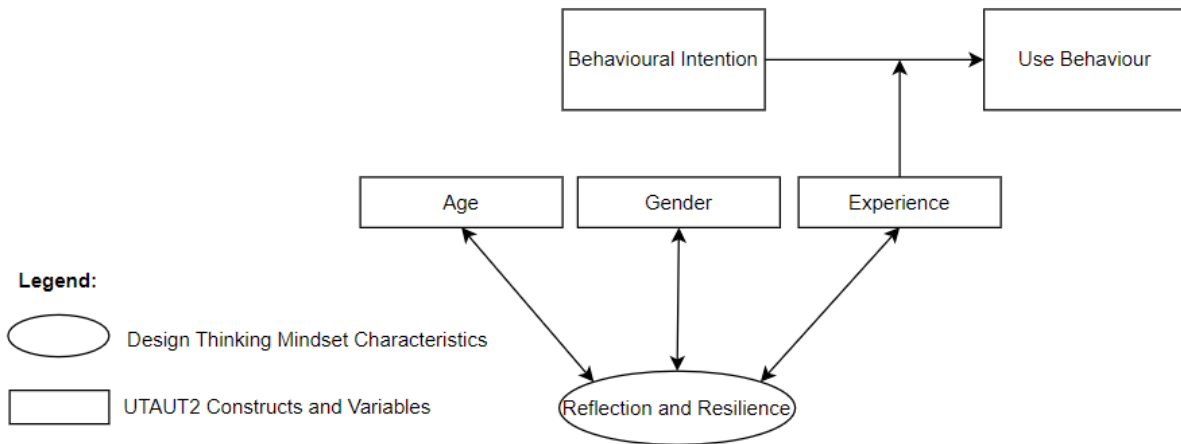 Behavioural Intention
Use Behaviour
Age
Gender
Experience
Legend:
Design Thinking Mindset Characteristics
UTAUT2 Constructs and Variables
Reflection and Resilience